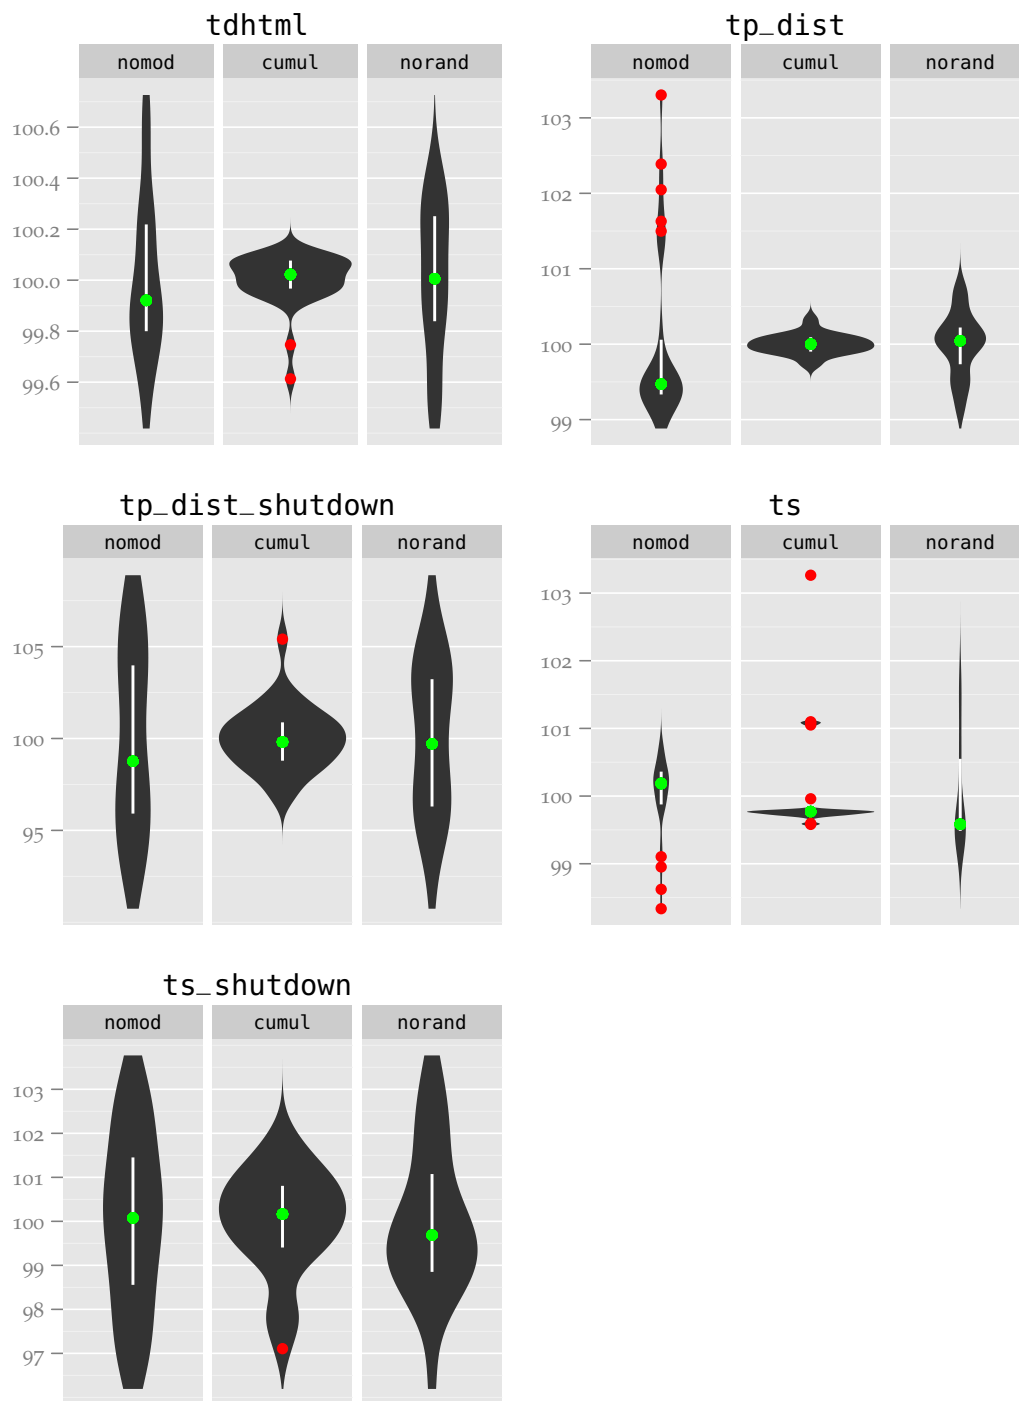 tdhtml
nomod cumul norand
100.6
100.4
100.2
100.0
99.8
99.6
tp_dist
nomod cumul norand
103
102
101
100
99
tp_dist_shutdown
nomod cumul norand
105
100
95
ts
nomod cumul norand
103
102
101
100
99
ts_shutdown
nomod cumul norand
103
102
101
100
99
98
97